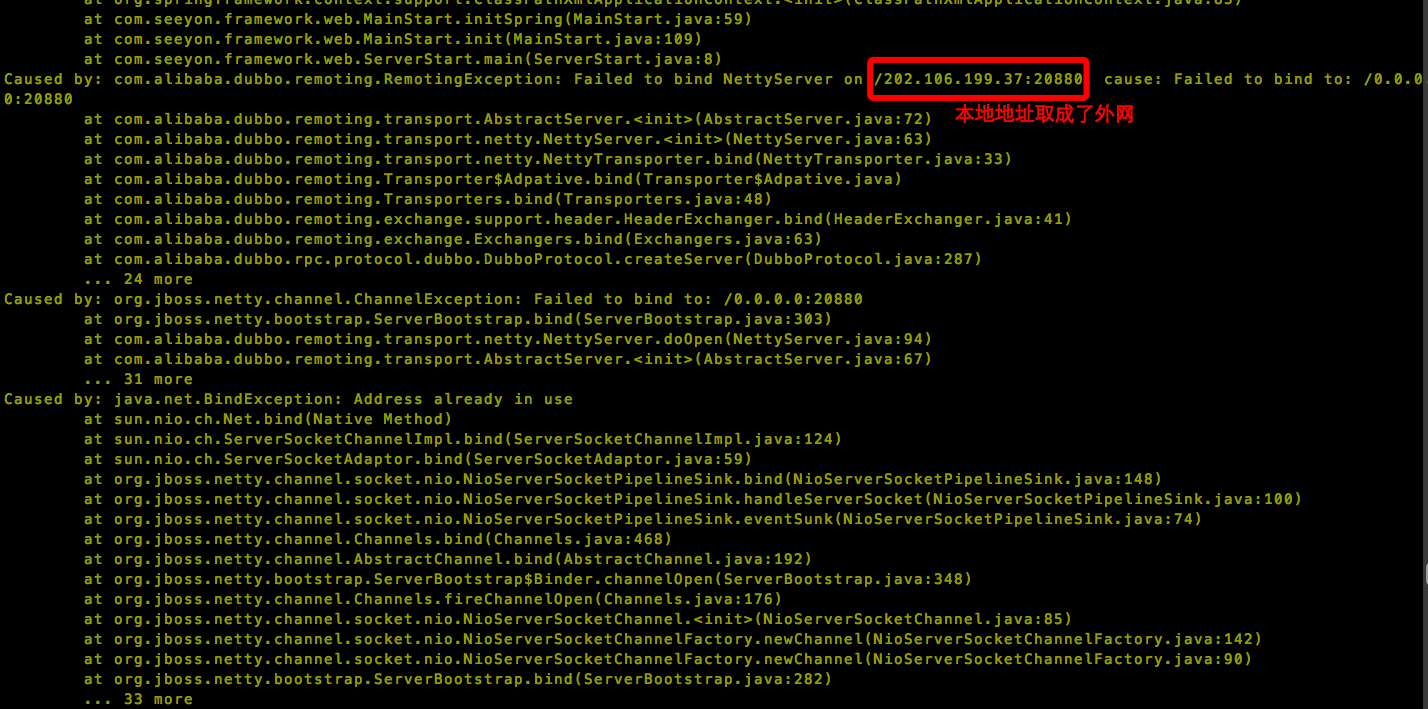 at org.springframework.context.support.ClassPathXmlApplicationContext.<init>(ClassPathXmlApplicationContext.java:83)
at com.seeyon.framework.web.MainStart.initSpring(MainStart.java:59)
at com.seeyon.framework.web.MainStart.init(MainStart.java:109)
at com.seeyon.framework.web.ServerStart.main(ServerStart.java:8)
Caused by: com.alibaba.dubbo.remoting.RemotingException: Failed to bind NettyServer on /202.106.199.37:20880 cause: Failed to bind to: /0.0.0
0:20880
本地地址取成了外网
at com.alibaba.dubbo.remoting.transport.AbstractServer.<init>(AbstractServer.java:72)
at com.alibaba.dubbo.remoting.transport.netty.NettyServer.<init>(NettyServer.java:63)
at com.alibaba.dubbo.remoting.transport.netty.NettyTransporter.bind(NettyTransporter.java:33)
at com.alibaba.dubbo.remoting.Transporter$Adpative.bind(Transporter$Adpative.java)
at com.alibaba.dubbo.remoting.Transporters.bind(Transporters.java:48)
at com.alibaba.dubbo.remoting.exchange.support.header.HeaderExchanger.bind(HeaderExchanger.java:41)
at com.alibaba.dubbo.remoting.exchange.Exchangers.bind(Exchangers.java:63)
at com.alibaba.dubbo.rpc.protocol.dubbo.DubboProtocol.createServer(DubboProtocol.java:287)
... 24 more
Caused by: org.jboss.netty.channel.ChannelException: Failed to bind to: /0.0.0.0:20880
at org.jboss.netty.bootstrap.ServerBootstrap.bind(ServerBootstrap.java:303)
at com.alibaba.dubbo.remoting.transport.netty.NettyServer.doOpen(NettyServer.java:94)
at com.alibaba.dubbo.remoting.transport.AbstractServer.<init>(AbstractServer.java:67)
... 31 more
Caused by: java.net.BindException: Address already in use
at sun.nio.ch.Net.bind(Native Method)
at sun.nio.ch.ServerSocketChannelImpl.bind(ServerSocketChannelImpl.java:124)
at sun.nio.ch.ServerSocketAdaptor.bind(ServerSocketAdaptor.java:59)
at org.jboss.netty.channel.socket.nio.NioServerSocketPipelineSink.bind(NioServerSocketPipelineSink.java:148)
at org.jboss.netty.channel.socket.nio.NioServerSocketPipelineSink.handleServerSocket(NioServerSocketPipelineSink.java:100)
at org.jboss.netty.channel.socket.nio.NioServerSocketPipelineSink.eventSunk(NioServerSocketPipelineSink.java:74)
at org.jboss.netty.channel.Channels.bind(Channels.java:468)
at org.jboss.netty.channel.AbstractChannel.bind(AbstractChannel.java:192)
at org.jboss.netty.bootstrap.ServerBootstrap$Binder.channelOpen(ServerBootstrap.java:348)
at org.jboss.netty.channel.Channels.fireChannelOpen(Channels.java:176)
at org.jboss.netty.channel.socket.nio.NioServerSocketChannel.<init>(NioServerSocketChannel.java:85)
at org.jboss.netty.channel.socket.nio.NioServerSocketChannelFactory.newChannel(NioServerSocketChannelFactory.java:142)
at org.jboss.netty.channel.socket.nio.NioServerSocketChannelFactory.newChannel(NioServerSocketChannelFactory.java:90)
at org.jboss.netty.bootstrap.ServerBootstrap.bind(ServerBootstrap.java:282)
... 33 more